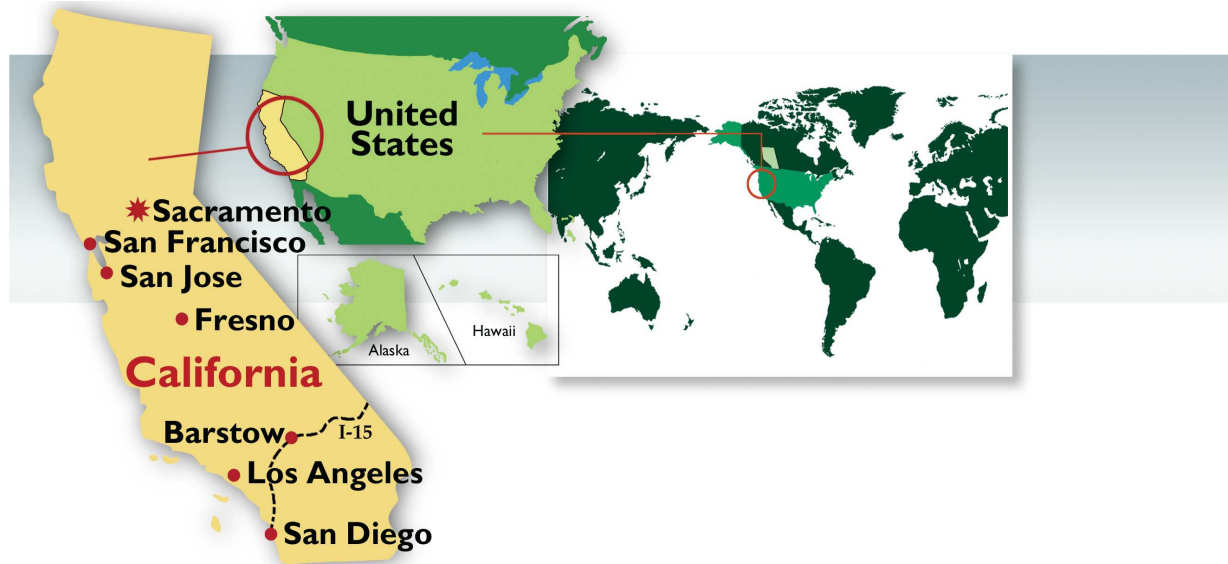 United
States
Sacramento
San Francisco
San Jose
Fresno
Alaska
Hawaii
California
Barstow
I-15
Los Angeles
San Diego